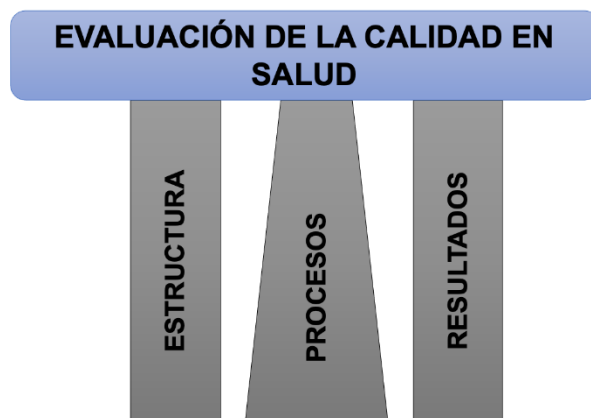 EVALUACIÓN DE LA CALIDAD EN
SALUD
ESTRUCTURA
PROCESOS
RESULTADOS